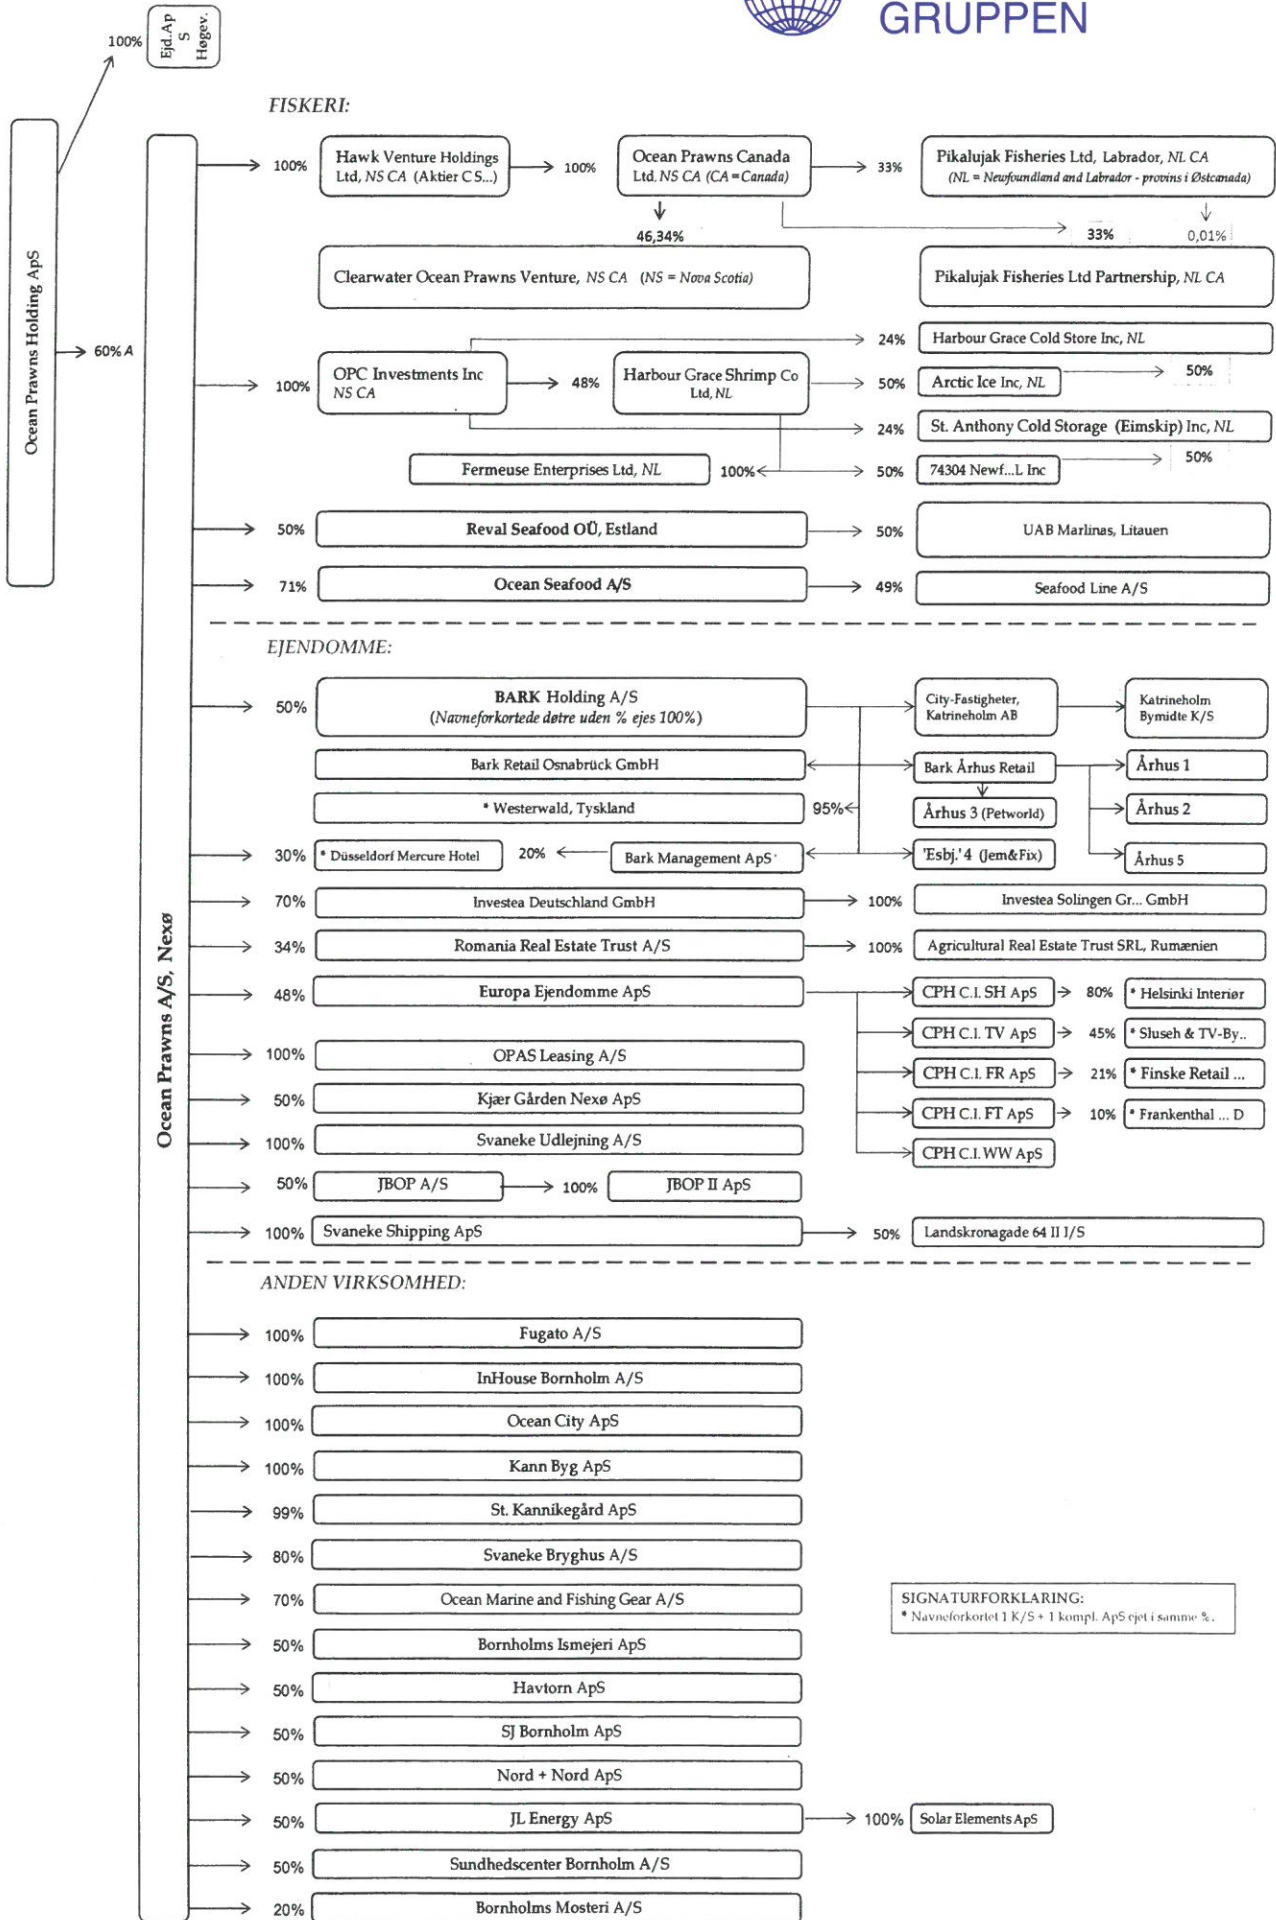 GRUPPEN
100%
Ejd.Ap
S
Høgev.
FISKERI:
Ocean Prawns Holding ApS
60% A
Ocean Prawns A/S, Nexø
100%
Hawk Venture Holdings
Ltd, NS CA (Aktier CS...)
100%
Ocean Prawns Canada
Ltd. NS CA (CA = Canada)
33%
Pikalujak Fisheries Ltd, Labrador, NL CA
(NL = Newfoundland and Labrador - provins i Østcanada)
46,34%
33%
0,01%
Clearwater Ocean Prawns Venture, NS CA (NS = Nova Scotia)
Pikalujak Fisheries Ltd Partnership, NL CA
24%
Harbour Grace Cold Store Inc, NL
100%
OPC Investments Inc
NS CA
48%
Harbour Grace Shrimp Co
Ltd, NL
50%
Arctic Ice Inc, NL
50%
24%
St. Anthony Cold Storage (Eimskip) Inc, NL
Fermeuse Enterprises Ltd, NL
100%
50%
74304 Newf...L Inc
50%
50%
Reval Seafood OÜ, Estland
50%
UAB Marlinas, Litauen
71%
Ocean Seafood A/S
49%
Seafood Line A/S
EJENDOMME:
50%
BARK Holding A/S
(Navneforkortede døtre uden % ejes 100%)
City-Fastigheter,
Katrineholm AB
Katrineholm
Bymidte K/S
Bark Retail Osnabrück GmbH
Bark Århus Retail
Århus 1
* Westerwald, Tyskland
95%
Århus 3 (Petworld)
Århus 2
30%
* Düsseldorf Mercure Hotel
20%
Bark Management ApS
'Esbj.'4 (Jem&Fix)
Århus 5
70%
Investea Deutschland GmbH
100%
Investea Solingen Gr... GmbH
34%
Romania Real Estate Trust A/S
100%
Agricultural Real Estate Trust SRL, Rumænien
48%
Europa Ejendomme ApS
CPH C.I. SH ApS
80%
* Helsinki Interiør
CPH C.I. TV ApS
45%
* Sluseh & TV-By..
100%
OPAS Leasing A/S
CPH C.I. FR ApS
21%
* Finske Retail ...
50%
Kjær Gården Nexø ApS
CPH C.I. FT ApS
10%
* Frankenthal ... D
100%
Svaneke Udlejning A/S
CPH C.I. WW ApS
50%
JBOP A/S
100%
JBOP II ApS
100%
Svaneke Shipping ApS
50%
Landskronagade 64 II I/S
ANDEN VIRKSOMHED:
100%
Fugato A/S
100%
InHouse Bornholm A/S
100%
Ocean City ApS
100%
Kann Byg ApS
99%
St. Kannikegård ApS
80%
Svaneke Bryghus A/S
70%
Ocean Marine and Fishing Gear A/S
SIGNATURFORKLARING:
* Navneforkortet 1 K/S + 1 kompl. ApS ejet i samme %.
50%
Bornholms Ismejeri ApS
50%
Havtorn ApS
50%
SJ Bornholm ApS
50%
Nord + Nord ApS
50%
JL Energy ApS
100%
Solar Elements ApS
50%
Sundhedscenter Bornholm A/S
20%
Bornholms Mosteri A/S